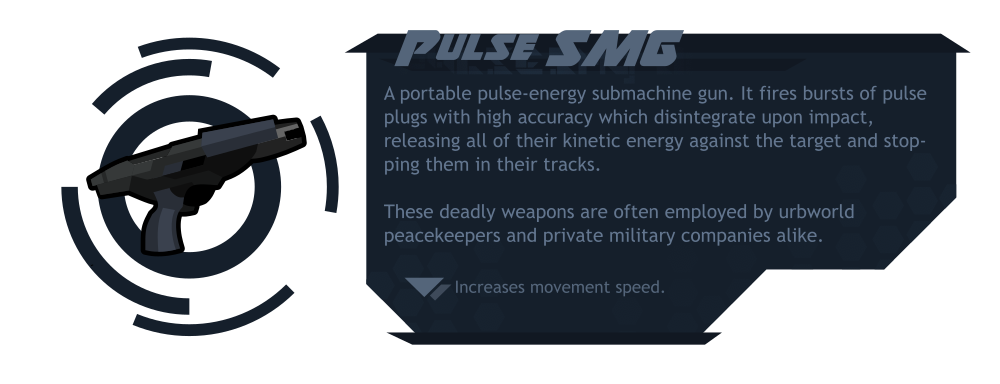 Pulse SMG
A portable pulse-energy submachine gun. It fires bursts of pulse
plugs with high accuracy which disintegrate upon impact,
releasing all of their kinetic energy against the target and stop-
ping them in their tracks.
These deadly weapons are often employed by urbworld
peacekeepers and private military companies alike.
Increases movement speed.